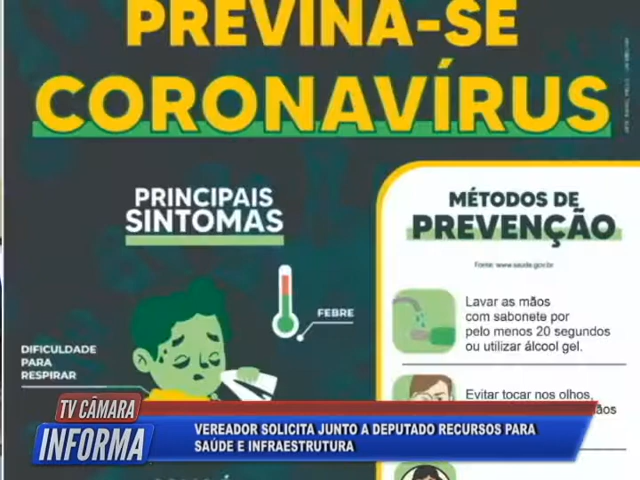 PREVINA-SE
CORONAVÍRUS
PRINCIPAIS
SINTOMAS
FEBRE
DIFICULDADE
PARA
RESPIRAR
MÉTODOS DE
PREVENÇÃO
Fonte: www.saude.gov.br
Lavar as mãos
com sabonete por
pelo menos 20 segundos
ou utilizar álcool gel.
Evitar tocar nos olhos,
TV CÂMARA
INFORMA
VEREADOR SOLICITA JUNTO A DEPUTADO RECURSOS PARA
SAÚDE E INFRAESTRUTURA